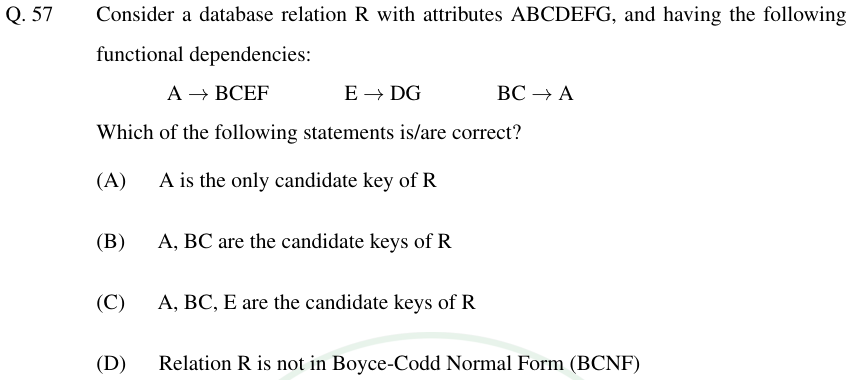 Q. 57 Consider a database relation R with attributes ABCDEFG, and having the following
functional dependencies:
A → BCEF E → DG BC → A
Which of the following statements is/are correct?
(A) A is the only candidate key of R
(B) A, BC are the candidate keys of R
(C) A, BC, E are the candidate keys of R
(D) Relation R is not in Boyce-Codd Normal Form (BCNF)